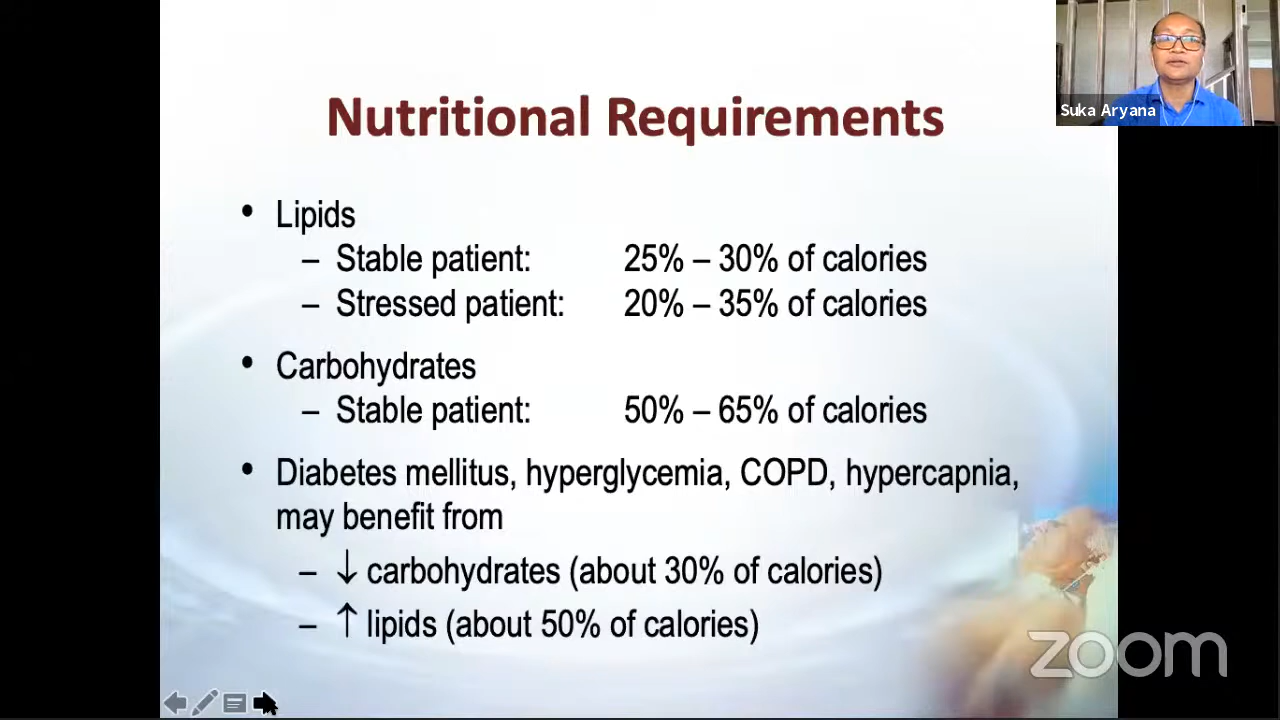 Suka Aryana
Nutritional Requirements
• Lipids
– Stable patient: 25% – 30% of calories
– Stressed patient: 20% – 35% of calories
• Carbohydrates
– Stable patient: 50% – 65% of calories
• Diabetes mellitus, hyperglycemia, COPD, hypercapnia,
may benefit from
– ↓ carbohydrates (about 30% of calories)
– ↑ lipids (about 50% of calories)
zoom